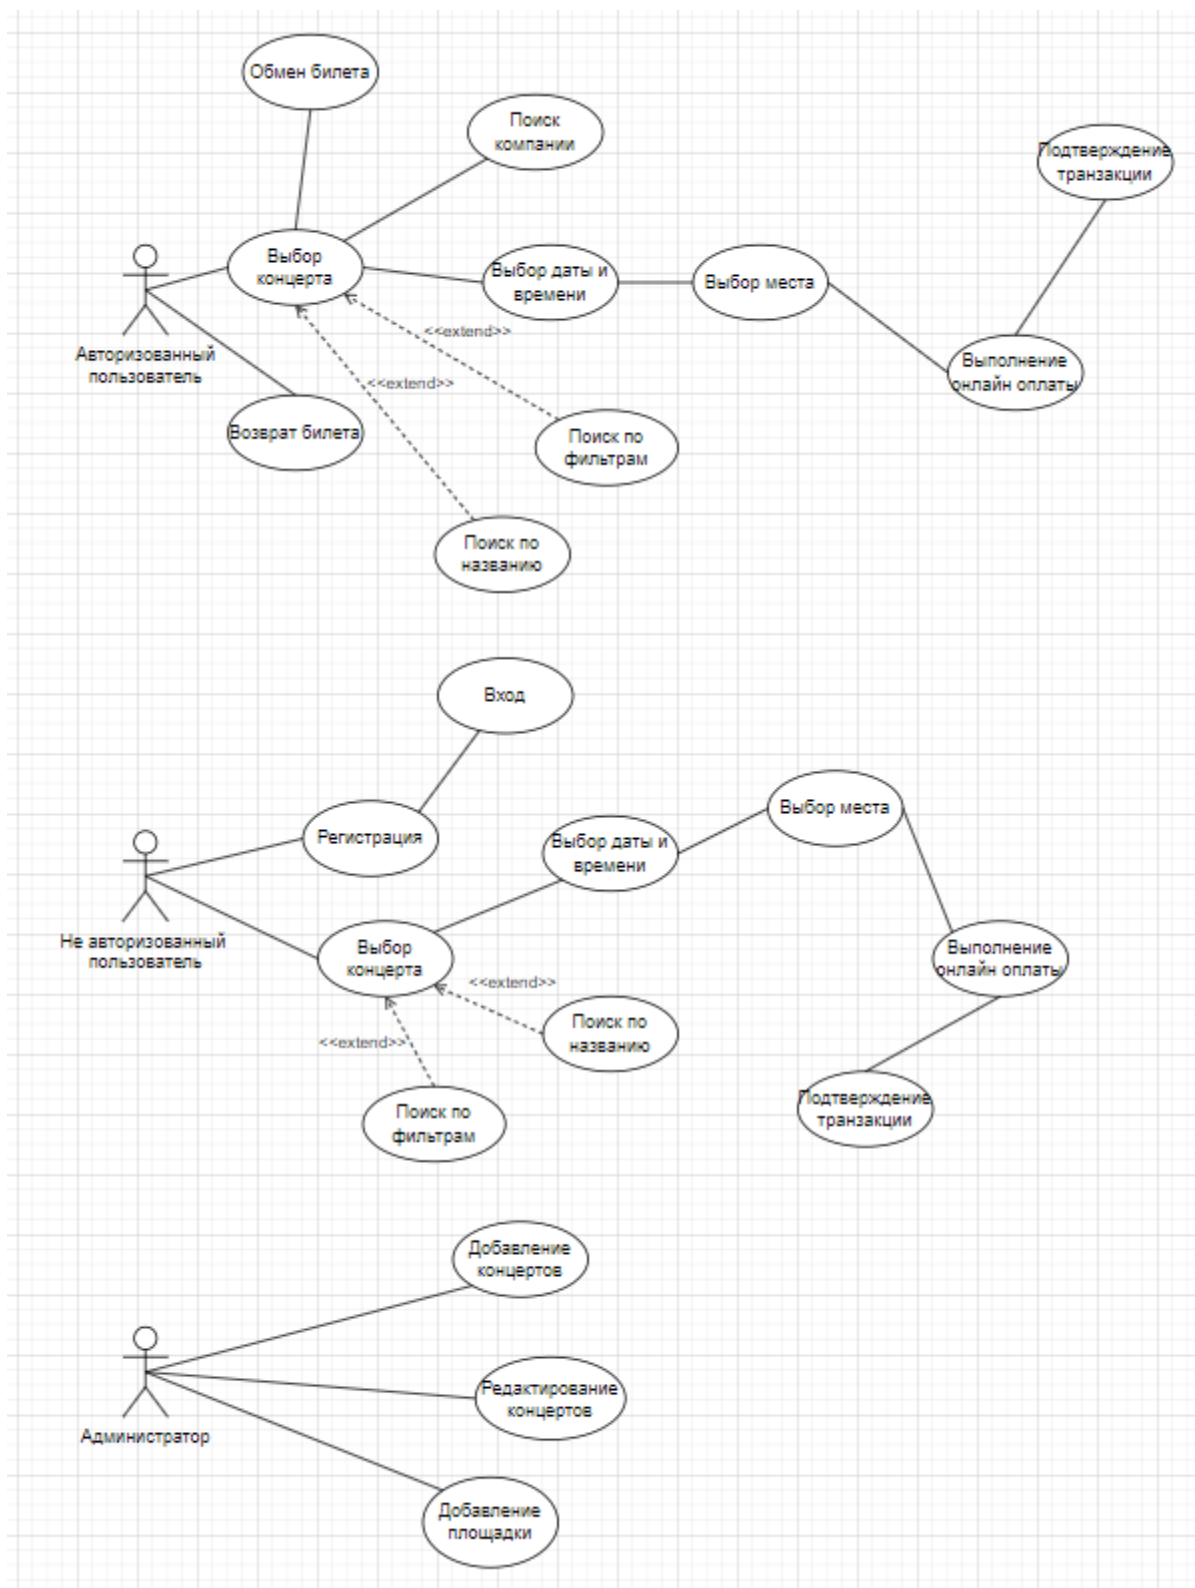 Обмен билета
Поиск
компании
Подтверждение
транзакции
Выбор
концерта
Выбор даты и
времени
Выбор места
<<extend>>
Авторизованный
пользователь
<<extend>>
Выполнение
онлайн оплаты
Возврат билета
Поиск по
фильтрам
Поиск по
названию
Вход
Регистрация
Выбор даты и
времени
Выбор места
Не авторизованный
пользователь
Выбор
концерта
<<extend>>
Выполнение
онлайн оплаты
Поиск по
названию
<<extend>>
Поиск по
фильтрам
Подтверждение
транзакции
Добавление
концертов
Редактирование
концертов
Администратор
Добавление
площадки